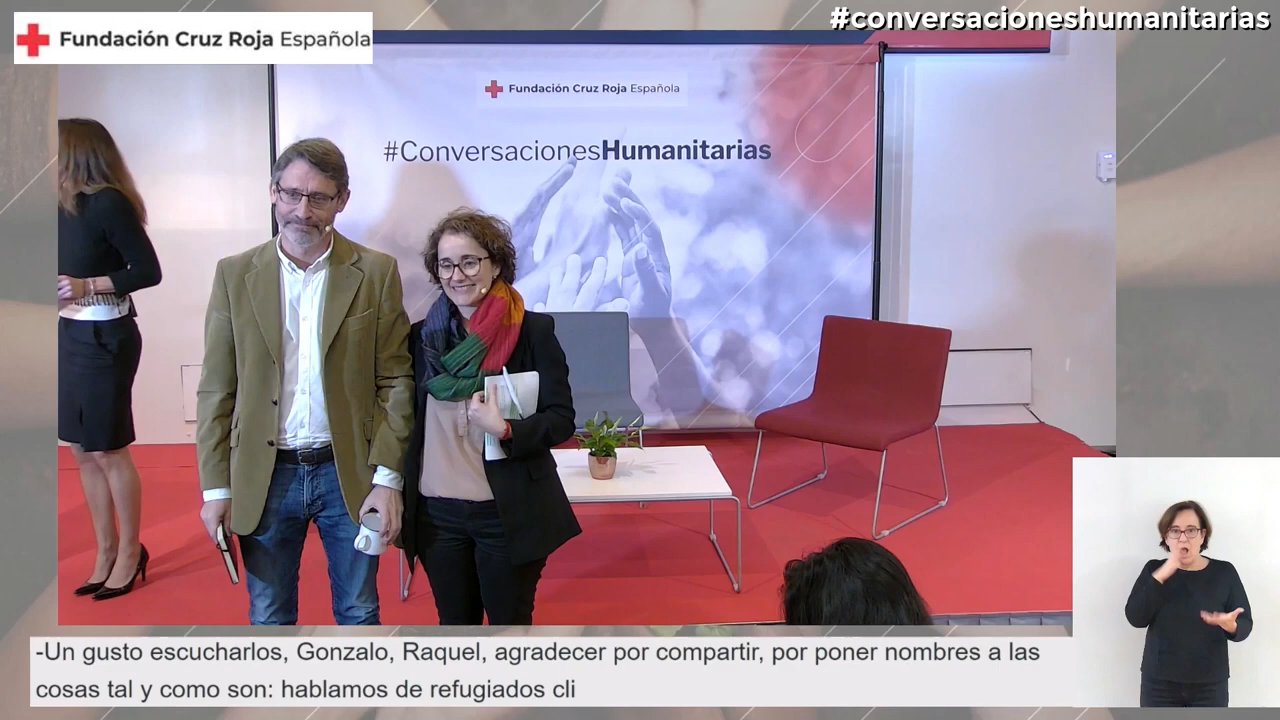 #conversacioneshumanitarias
Fundación Cruz Roja Española
Fundación Cruz Roja Española
#ConversacionesHumanitarias
-Un gusto escucharlos, Gonzalo, Raquel, agradecer por compartir, por poner nombres a las
cosas tal y como son: hablamos de refugiados cli